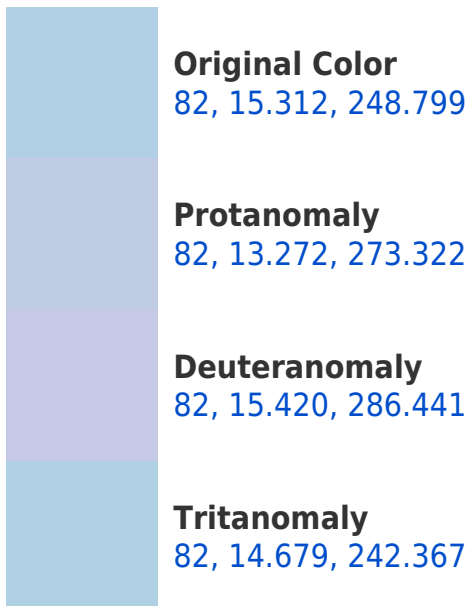 Original Color
82, 15.312, 248.799
Protanomaly
82, 13.272, 273.322
Deuteranomaly
82, 15.420, 286.441
Tritanomaly
82, 14.679, 242.367